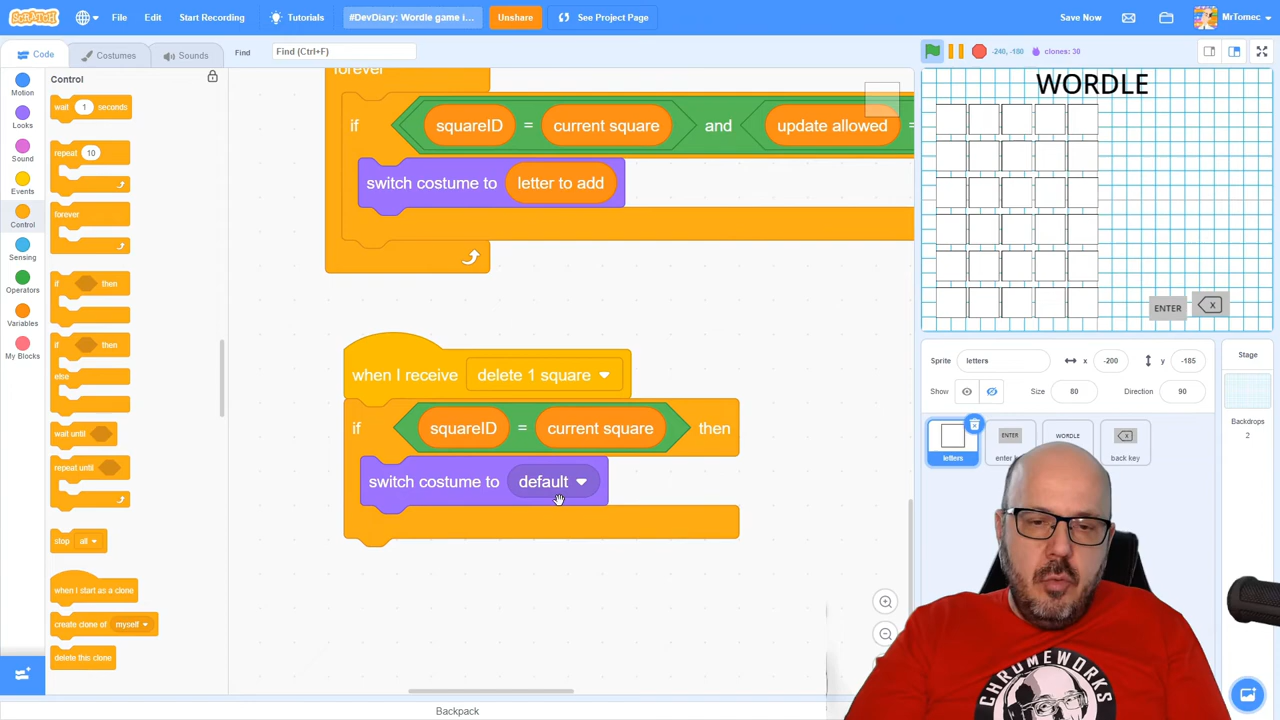 SCRATCH
File
Edit
Start Recording
Tutorials
#DevDiary: Wordle game i...
Unshare
See Project Page
Save Now
MrTomec
Code
Costumes
Sounds
Find
Find (Ctrl+F)
-240, -180
clones: 30
Motion
Looks
Sound
Events
Control
Sensing
Operators
Variables
My Blocks
Control
wait 1 seconds
repeat 10
forever
if then
if then
else
wait until
repeat until
stop all
when I start as a clone
create clone of myself
delete this clone
forever
if squareID = current square and update allowed =
switch costume to letter to add
when I receive delete 1 square
if squareID = current square then
switch costume to default
WORDLE
ENTER X
Sprite letters x -200 y -185
Show Size 80 Direction 90
Stage
Backdrops
2
letters
ENTER
enter k
WORDLE
X
back key
Backpack
CHROMEWORKS